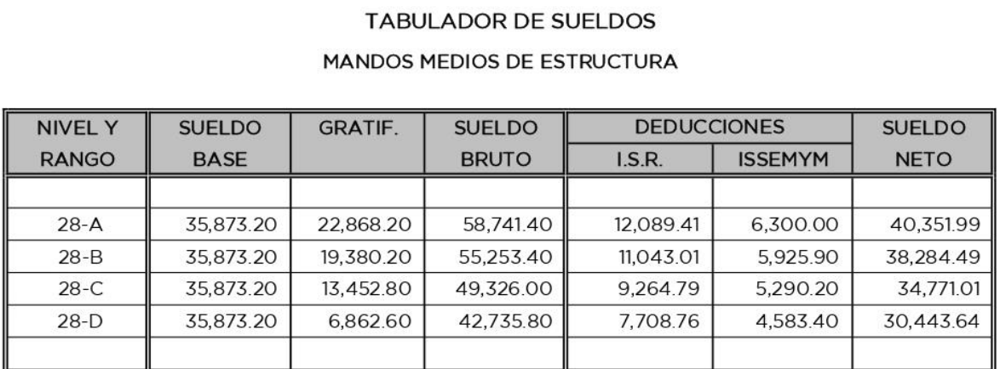 TABULADOR DE SUELDOS
MANDOS MEDIOS DE ESTRUCTURA
NIVEL Y SUELDO GRATIF. SUELDO DEDUCCIONES SUELDO
RANGO BASE BRUTO I.S.R. ISSEMYM NETO
28-A 35,873.20 22,868.20 58,741.40 12,089.41 6,300.00 40,351.99
28-B 35,873.20 19,380.20 55,253.40 11,043.01 5,925.90 38,284.49
28-C 35,873.20 13,452.80 49,326.00 9,264.79 5,290.20 34,771.01
28-D 35,873.20 6,862.60 42,735.80 7,708.76 4,583.40 30,443.64